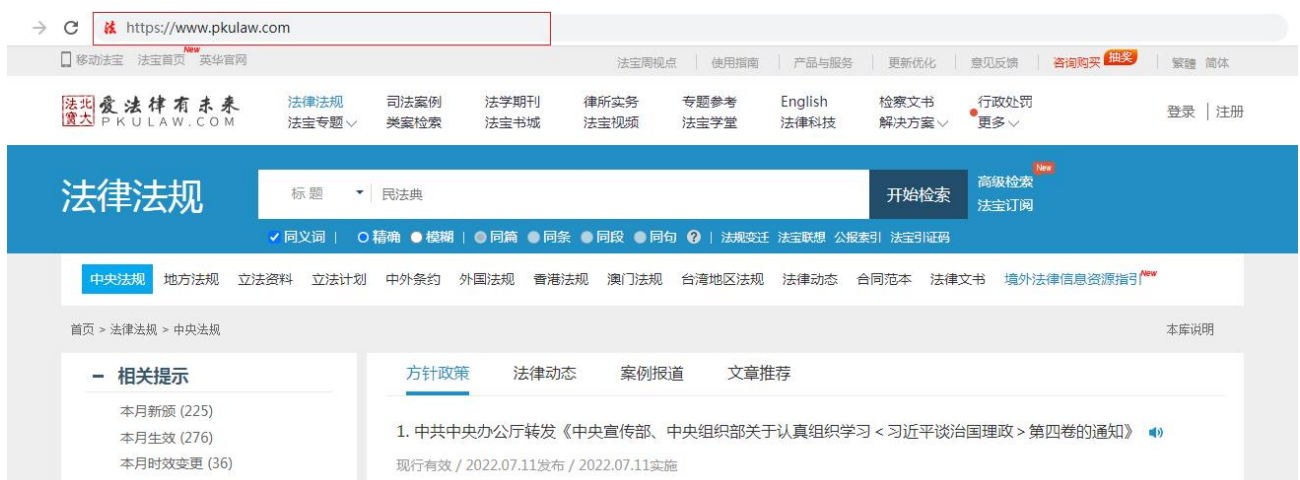 https://www.pkulaw.com
移动法宝 法宝首页 New 英华官网 法宝周视点 | 使用指南 | 产品与服务 | 更新优化 | 意见反馈 | 咨询购买 抽奖 | 繁體 简体
北大法寶 爱法律有未来 法律法规 司法案例 法学期刊 律所实务 专题参考 English 检察文书 行政处罚
PKULAW.COM 法宝专题 类案检索 法宝书城 法宝视频 法宝学堂 法律科技 解决方案 更多 登录 | 注册
法律法规 标题 民法典 开始检索 高级检索 New
法宝订阅
同义词 | 精确 模糊 | 同篇 同条 同段 同句 ? | 法规变迁 法宝联想 公报索引 法宝引证码
中央法规 地方法规 立法资料 立法计划 中外条约 外国法规 香港法规 澳门法规 台湾地区法规 法律动态 合同范本 法律文书 境外法律信息资源指引 New
首页 > 法律法规 > 中央法规 本库说明
相关提示
本月新颁 (225)
本月生效 (276)
本月时效变更 (36)
方针政策 法律动态 案例报道 文章推荐
1. 中共中央办公厅转发《中央宣传部、中央组织部关于认真组织学习＜习近平谈治国理政＞第四卷的通知》
现行有效 / 2022.07.11发布 / 2022.07.11实施